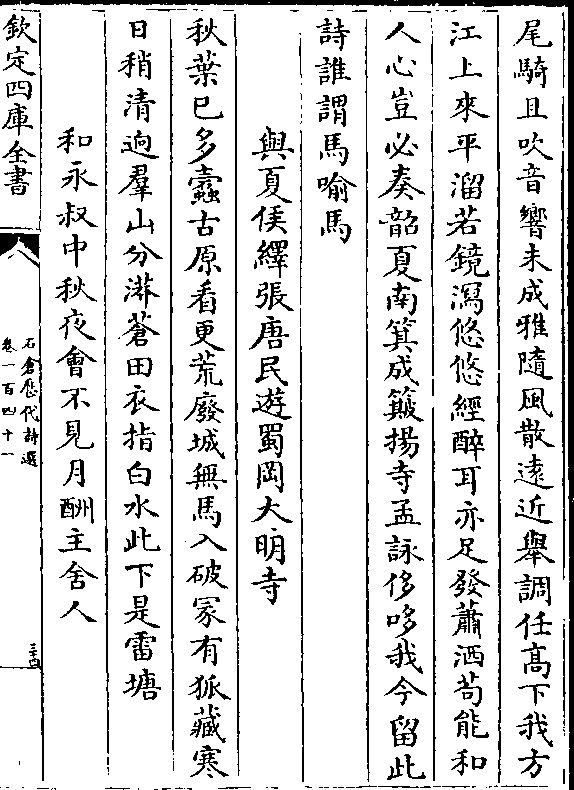 尾騎且吹音響未成雅隨風散遠近舉調任髙下我方
江上來平溜若鏡瀉悠悠經醉耳亦足發蕭洒苟能和
人心豈必奏韶夏南箕成簸揚寺孟詠侈哆我今留此
詩誰謂馬喻馬
與夏侯繹張唐民遊蜀岡大明寺
秋葉已多蠹古原看更荒廢城無馬入破冡有狐藏寒
日稍清迥羣山分渺蒼田衣指白水此下是雷塘
和永叔中秋夜會不見月酬主舍人
欽定四庫全書
石倉歴代詩選
卷一百四十一
三十四